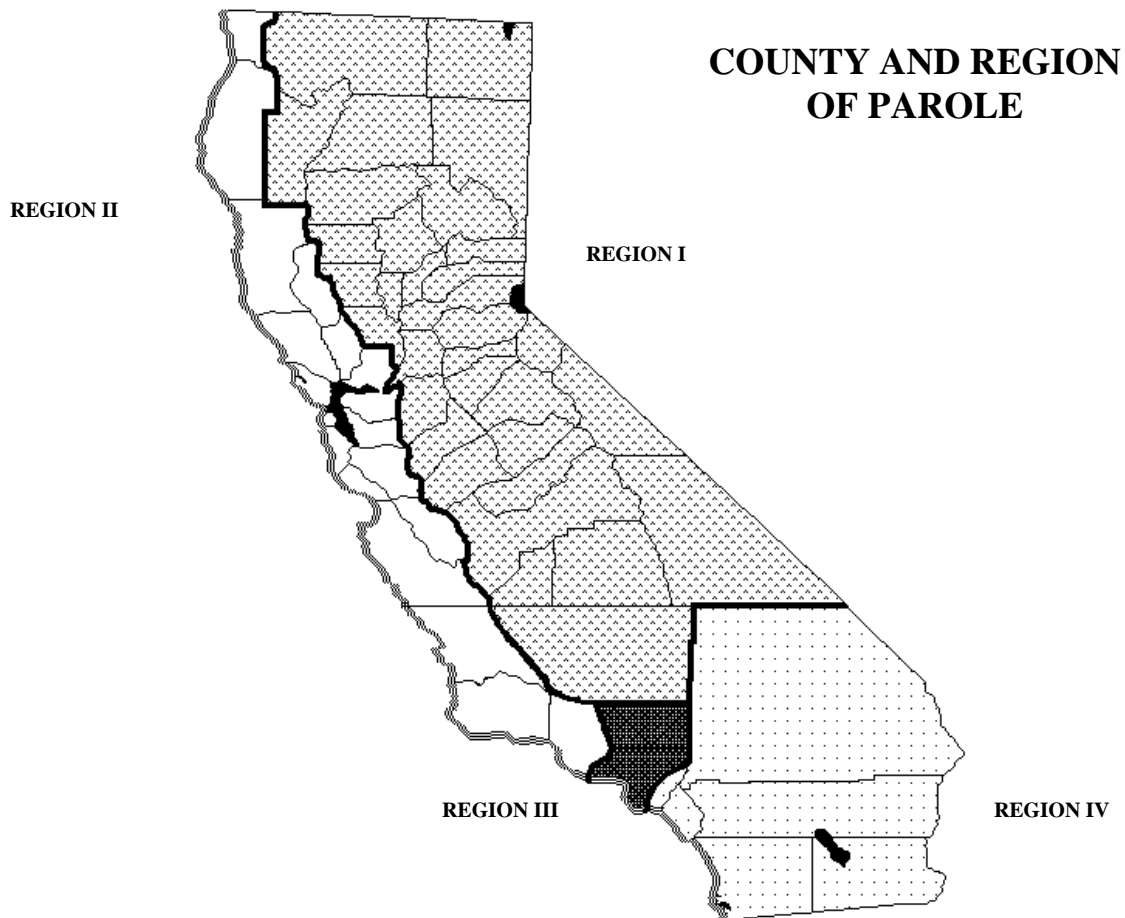 COUNTY AND REGION
OF PAROLE
REGION II
REGION I
REGION III
REGION IV